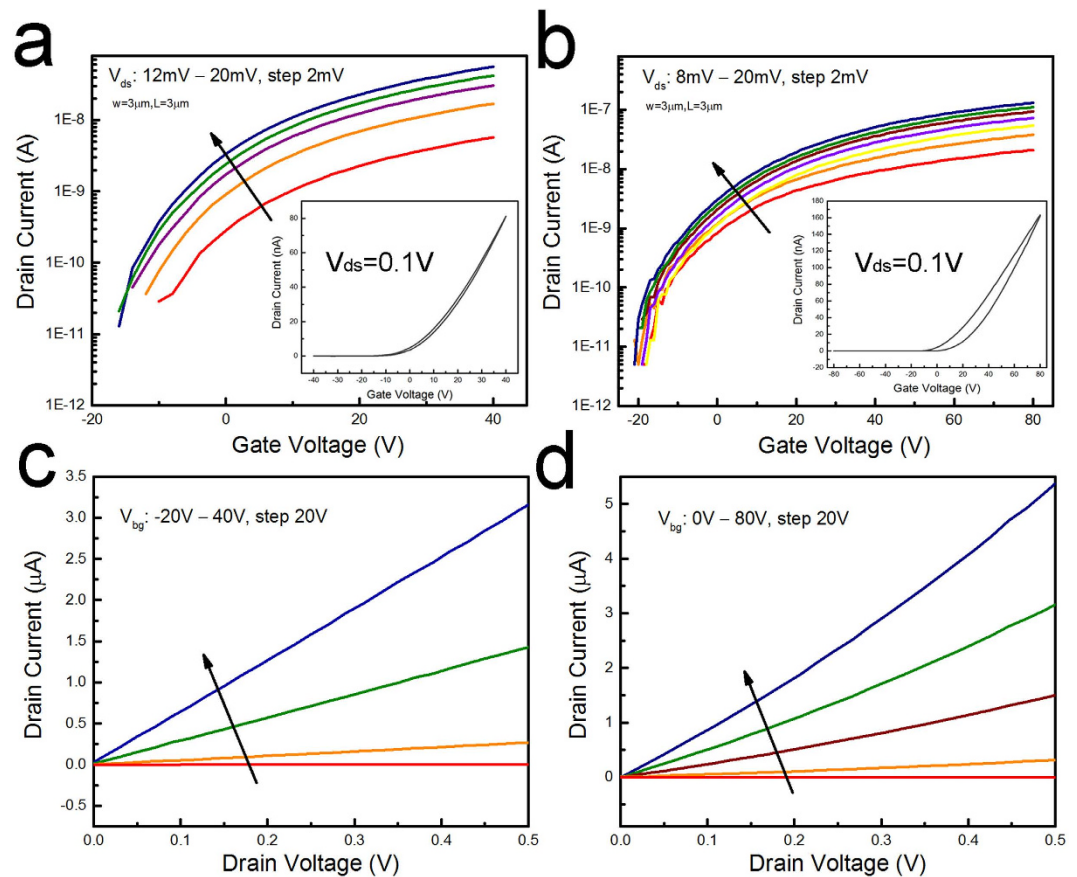 a
V_ds: 12mV – 20mV, step 2mV
w=3μm,L=3μm
Drain Current (A)
1E-8
1E-9
1E-10
1E-11
1E-12
-20
0
20
40
Gate Voltage (V)
V_ds=0.1V
Drain Current (nA)
80
60
40
20
0
-40
-30
-20
-10
0
10
20
30
40
Gate Voltage (V)
b
V_ds: 8mV – 20mV, step 2mV
w=3μm,L=3μm
Drain Current (A)
1E-7
1E-8
1E-9
1E-10
1E-11
1E-12
-20
0
20
40
60
80
Gate Voltage (V)
V_ds=0.1V
Drain Current (nA)
180
160
140
120
100
80
60
40
20
0
-20
-80
-60
-40
-20
0
20
40
60
80
Gate Voltage (V)
c
V_bg: -20V – 40V, step 20V
Drain Current (μA)
3.5
3.0
2.5
2.0
1.5
1.0
0.5
0.0
-0.5
0.0
0.1
0.2
0.3
0.4
0.5
Drain Voltage (V)
d
V_bg: 0V – 80V, step 20V
Drain Current (μA)
5
4
3
2
1
0
0.0
0.1
0.2
0.3
0.4
0.5
Drain Voltage (V)